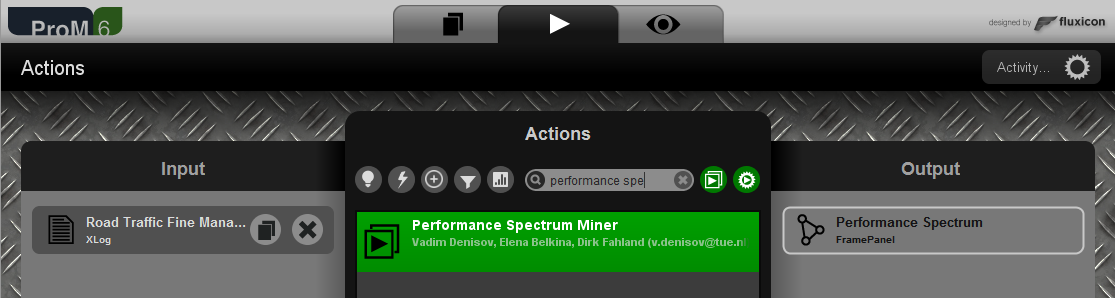 ProM 6
designed by fluxicon
Actions
Activity...
Actions
Input
Output
performance spe
Road Traffic Fine Mana...
XLog
Performance Spectrum Miner
Vadim Denisov, Elena Belkina, Dirk Fahland (v.denisov@tue.nl
Performance Spectrum
FramePanel